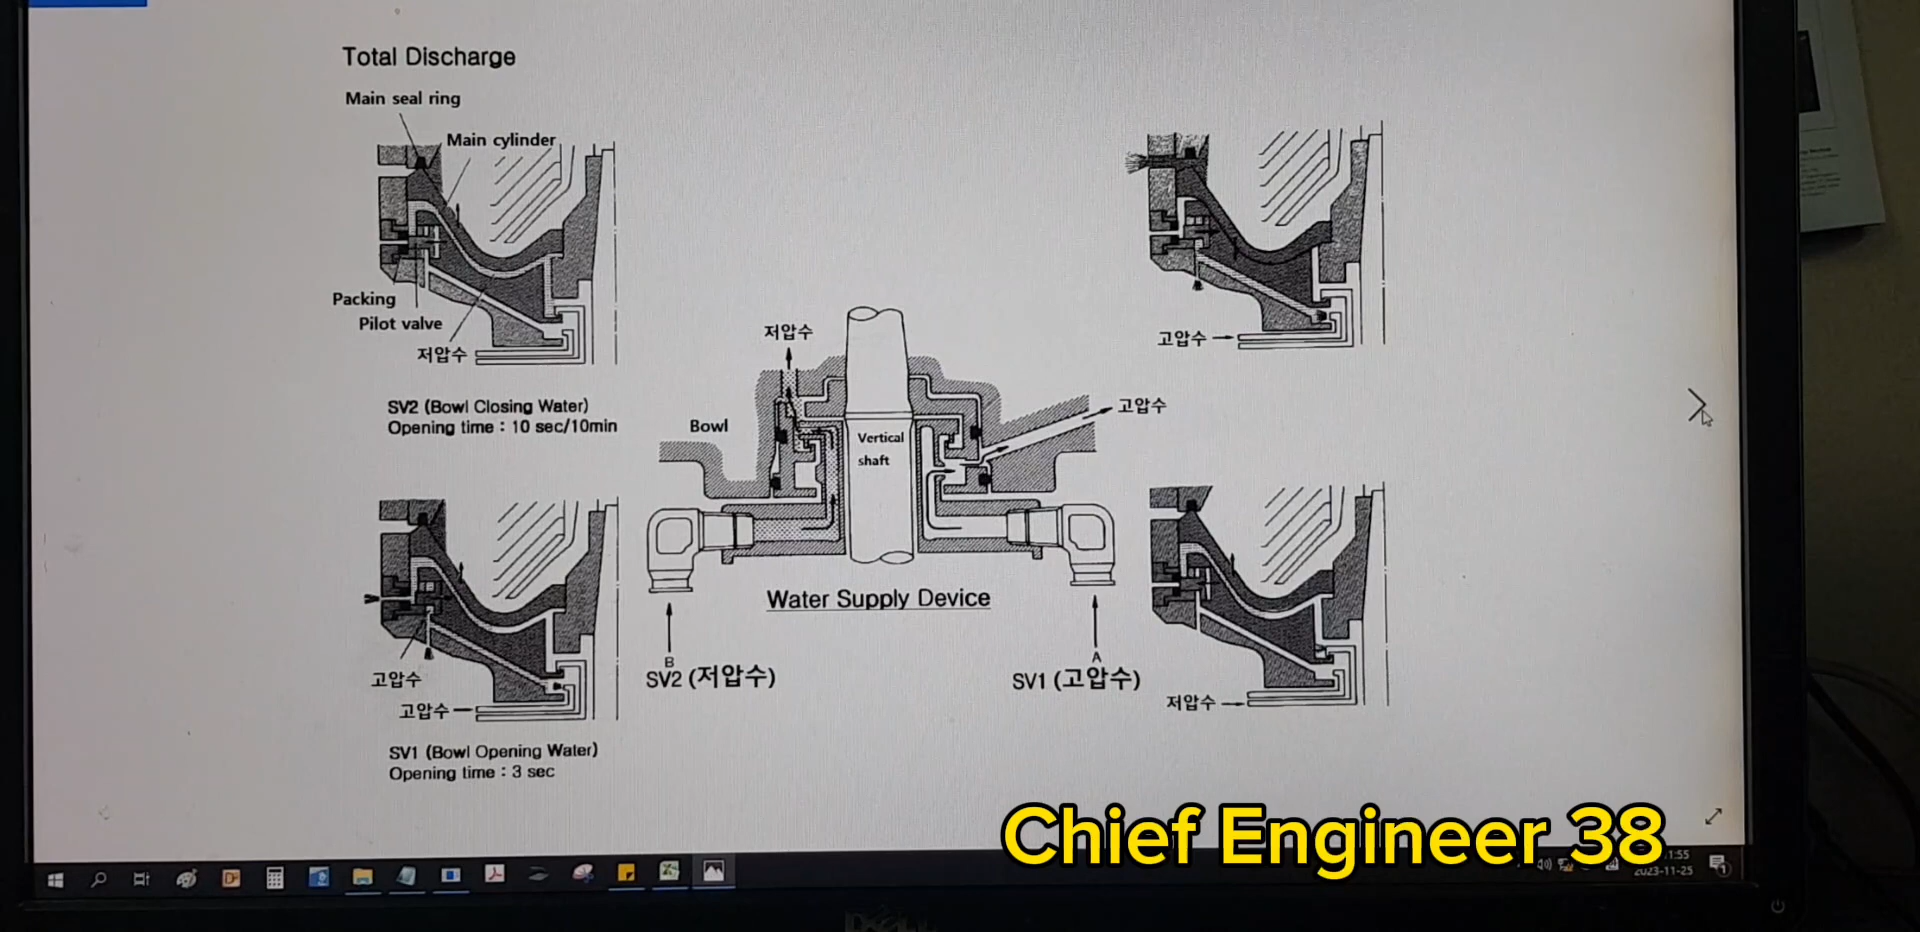 Total Discharge
Main seal ring
Main cylinder
Packing
Pilot valve
저압수
SV2 (Bowl Closing Water)
Opening time : 10 sec/10min
고압수
고압수
SV1 (Bowl Opening Water)
Opening time : 3 sec
저압수
Bowl
Vertical
shaft
고압수
Water Supply Device
B
SV2 (저압수)
A
SV1 (고압수)
고압수
저압수
Chief Engineer 38
2023-11-25